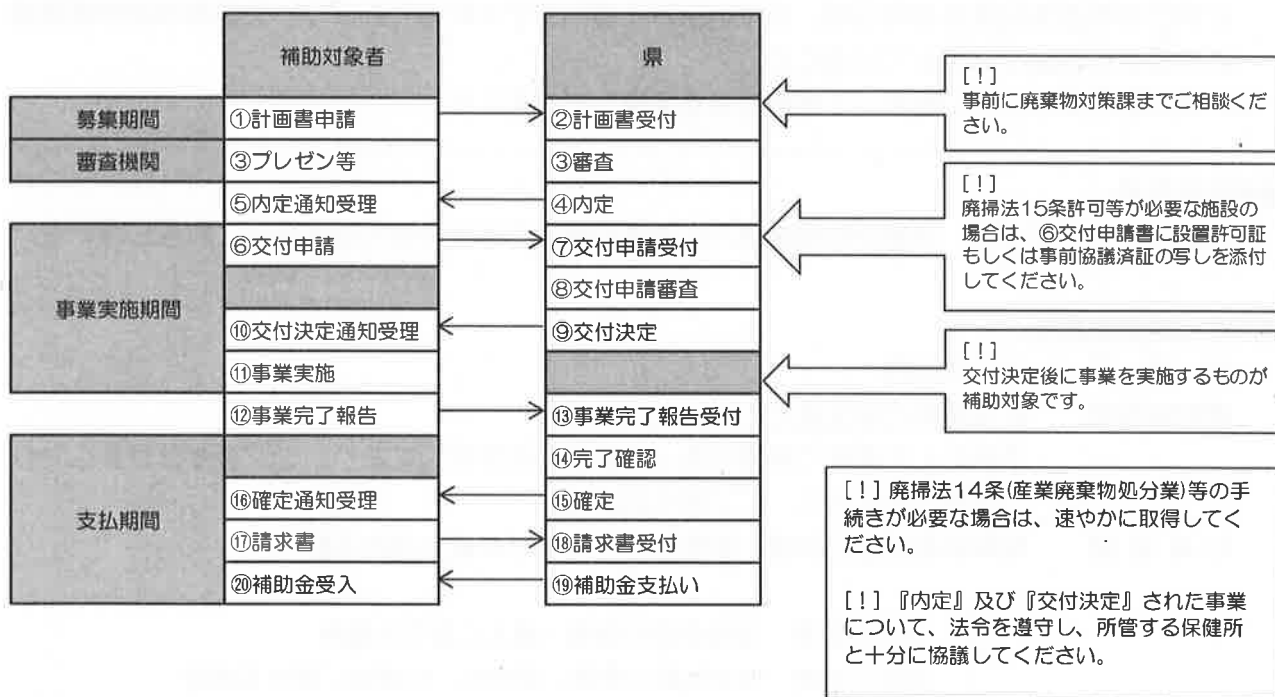 補助対象者
県
募集期間
①計画書申請
②計画書受付
審査機関
③プレゼン等
③審査
⑤内定通知受理
④内定
事業実施期間
⑥交付申請
⑦交付申請受付
⑧交付申請審査
⑩交付決定通知受理
⑨交付決定
⑪事業実施
⑫事業完了報告
⑬事業完了報告受付
支払期間
⑭完了確認
⑯確定通知受理
⑮確定
⑰請求書
⑱請求書受付
⑳補助金受入
⑲補助金支払い
[!]
事前に廃棄物対策課までご相談くだ
さい。
[!]
廃掃法15条許可等が必要な施設の
場合は、⑥交付申請書に設置許可証
もしくは事前協議済証の写しを添付
してください。
[!]
交付決定後に事業を実施するものが
補助対象です。
[!] 廃掃法14条(産業廃棄物処分業)等の手
続きが必要な場合は、速やかに取得してく
ださい。
[!] 『内定』及び『交付決定』された事業
について、法令を遵守し、所管する保健所
と十分に協議してください。